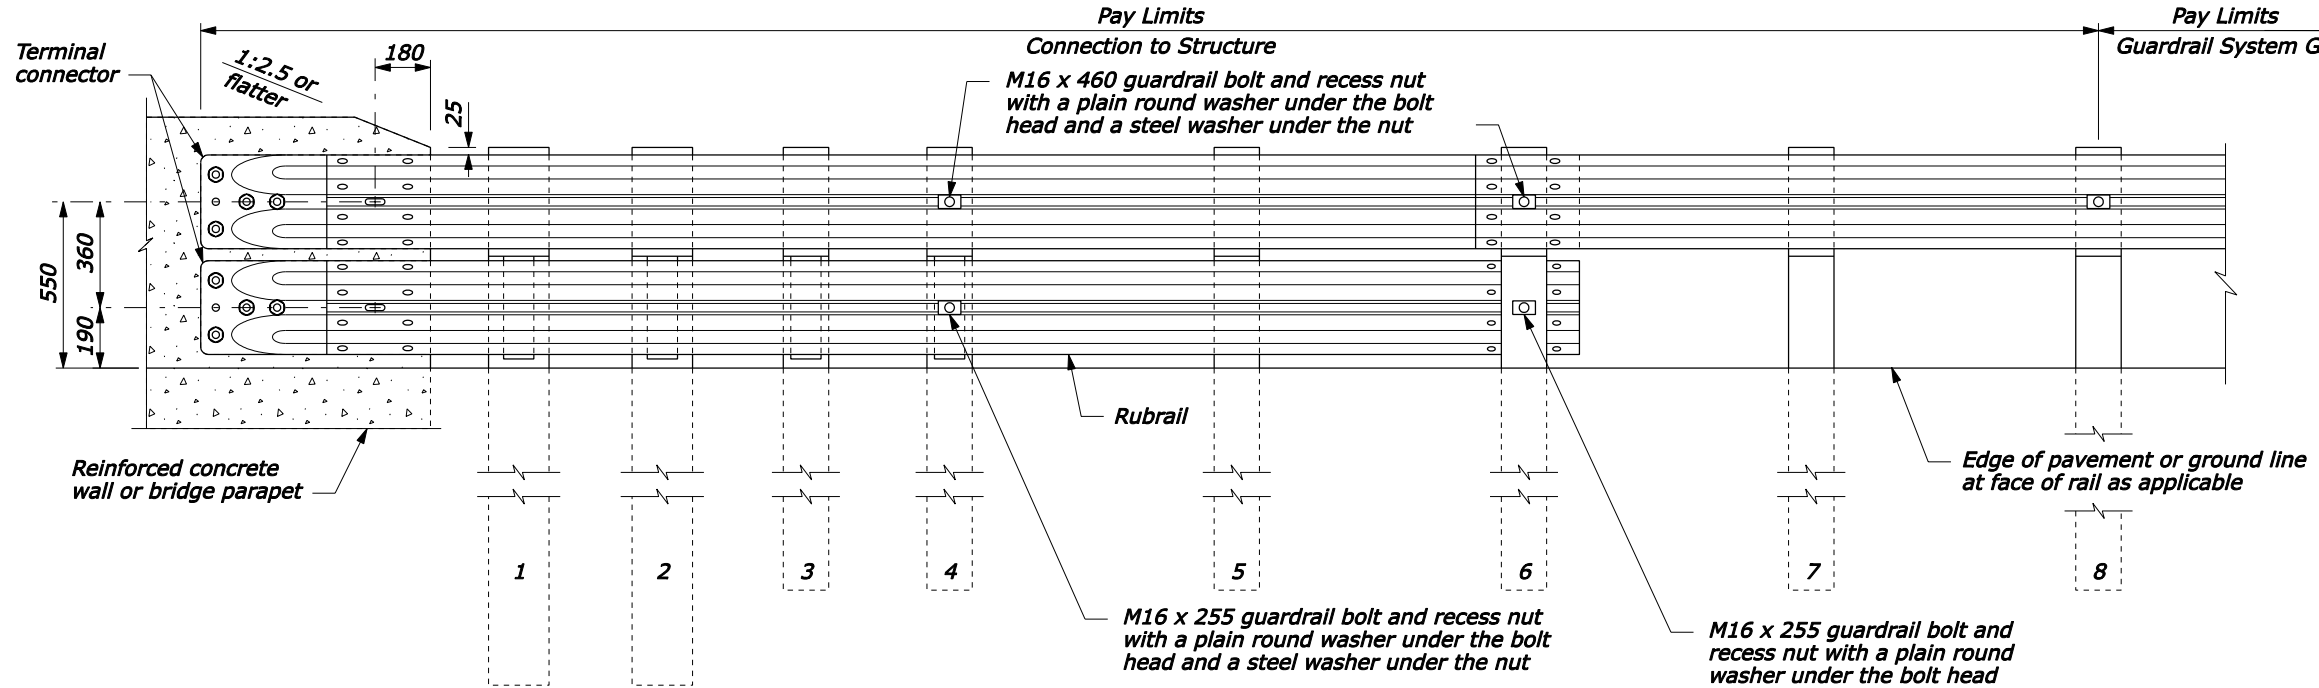 Pay Limits
Connection to Structure
Pay Limits
Guardrail System G
Terminal
connector
1:2.5 or
flatter
180
25
M16 x 460 guardrail bolt and recess nut
with a plain round washer under the bolt
head and a steel washer under the nut
550
360
190
Rubrail
Reinforced concrete
wall or bridge parapet
Edge of pavement or ground line
at face of rail as applicable
1
2
3
4
5
6
7
8
M16 x 255 guardrail bolt and recess nut
with a plain round washer under the bolt
head and a steel washer under the nut
M16 x 255 guardrail bolt and
recess nut with a plain round
washer under the bolt head